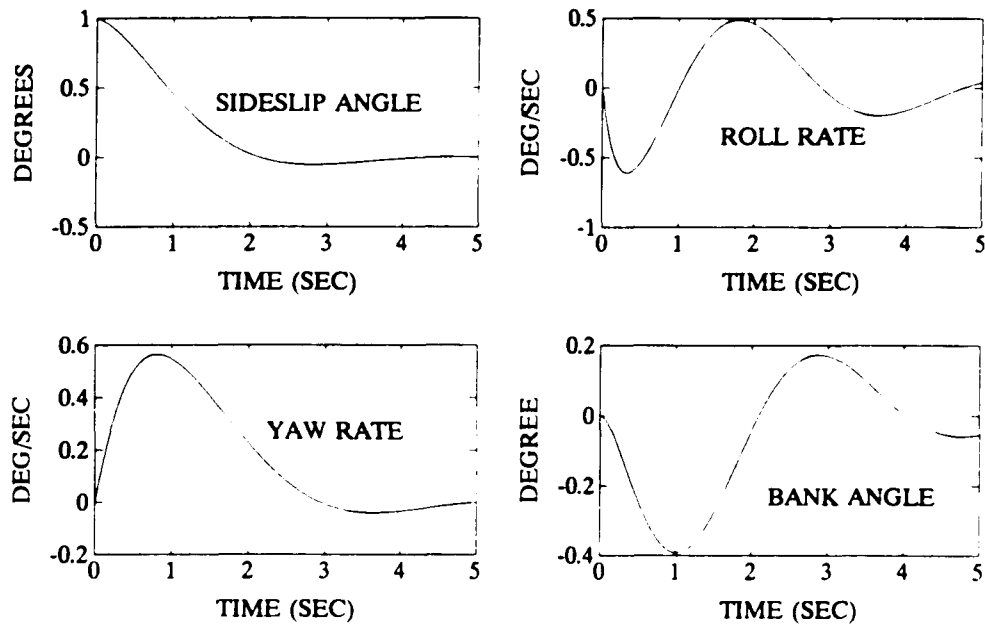 1
0.5
0
-0.5
DEGREES
SIDESLIP ANGLE
0 1 2 3 4 5
TIME (SEC)
0.5
0
-0.5
-1
DEG/SEC
ROLL RATE
0 1 2 3 4 5
TIME (SEC)
0.6
0.4
0.2
0
-0.2
DEG/SEC
YAW RATE
0 1 2 3 4 5
TIME (SEC)
0.2
0
-0.2
-0.4
DEGREE
BANK ANGLE
0 1 2 3 4 5
TIME (SEC)